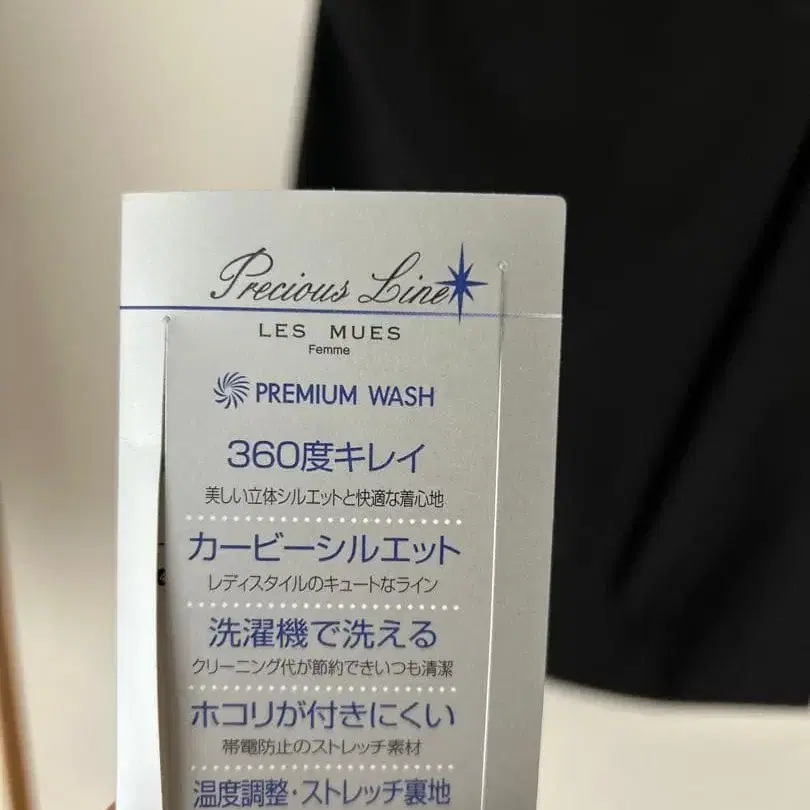 Precious Line
LES MUES
Femme
PREMIUM WASH
360度キレイ
美しい立体シルエットと快適な着心地
カービーシルエット
レディスタイルのキュートなライン
洗濯機で洗える
クリーニング代が節約できいつも清潔
ホコリが付きにくい
帯電防止のストレッチ素材
温度調整・ストレッチ裏地